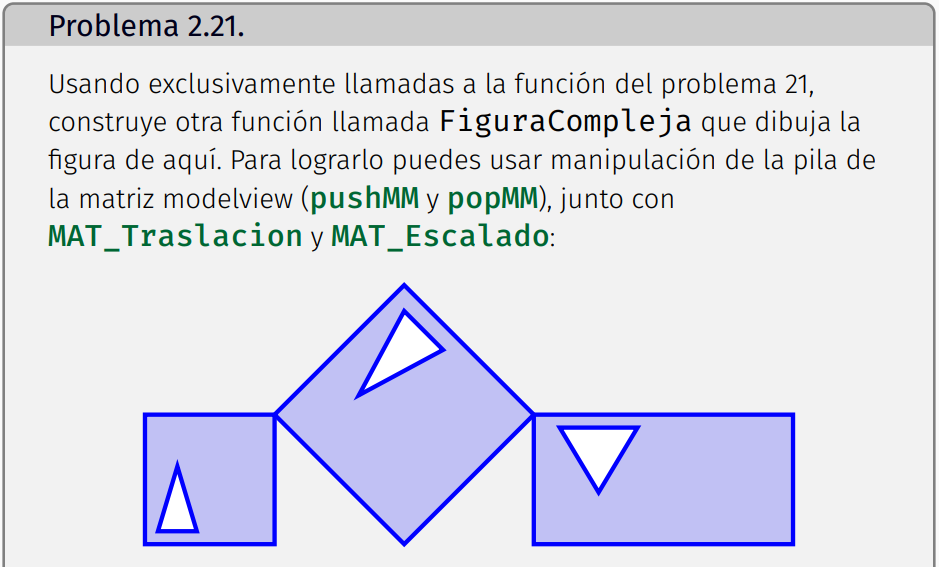 Problema 2.21.
Usando exclusivamente llamadas a la función del problema 21,
construye otra función llamada FiguraCompleja que dibuja la
figura de aquí. Para lograrlo puedes usar manipulación de la pila de
la matriz modelview (pushMM y popMM), junto con
MAT_Traslacion y MAT_Escalado: